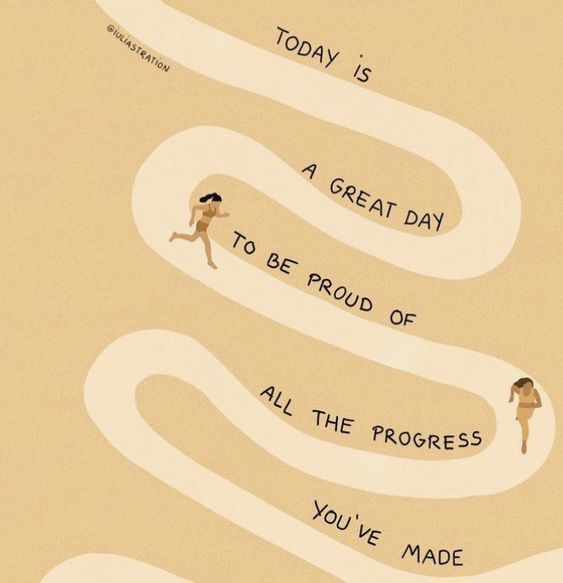 @iuliastration
TODAY iS
A GREAT DAY
TO BE PROUD OF
ALL THE PROGRESS
YOU'VE MADE